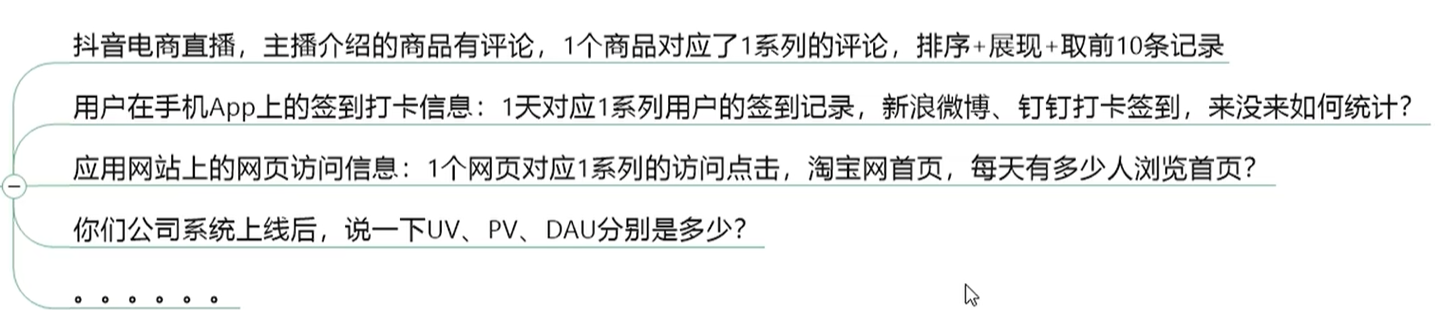 抖音电商直播，主播介绍的商品有评论，1个商品对应了1系列的评论，排序+展现+取前10条记录
用户在手机App上的签到打卡信息：1天对应1系列用户的签到记录，新浪微博、钉钉打卡签到，来没来如何统计？
应用网站上的网页访问信息：1个网页对应1系列的访问点击，淘宝网首页，每天有多少人浏览首页？
你们公司系统上线后，说一下UV、PV、DAU分别是多少？
。。。。。。